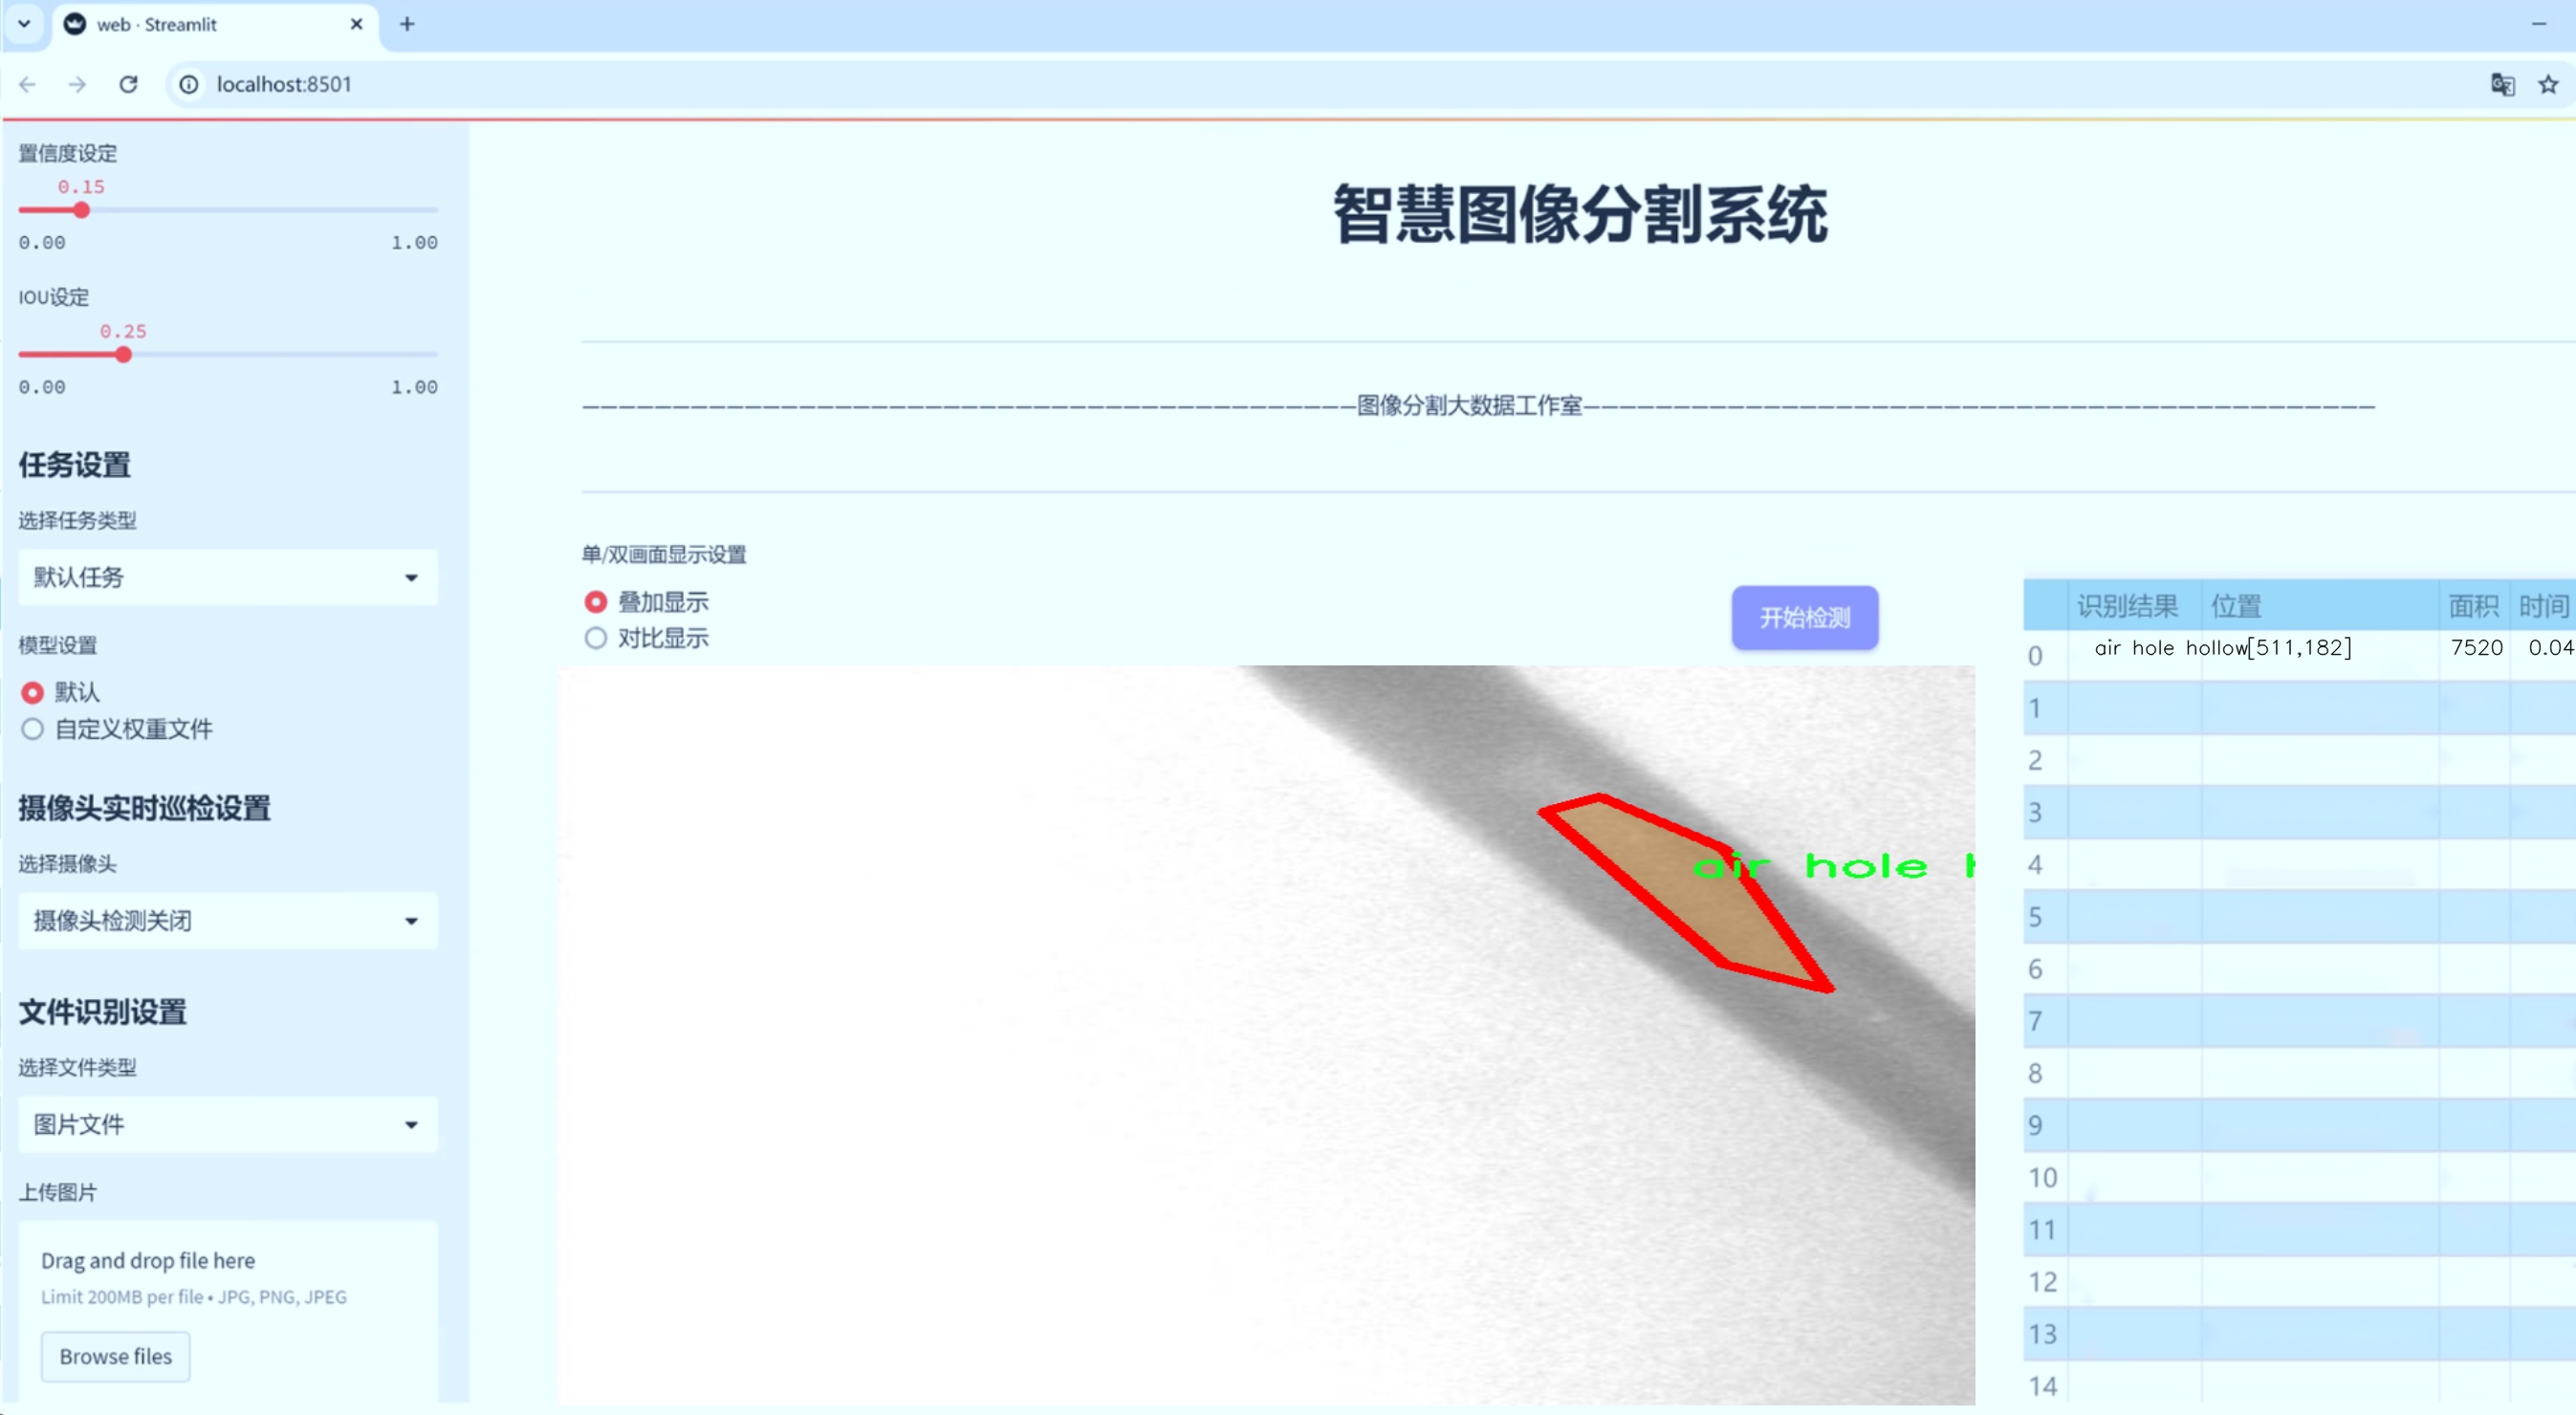 web · Streamlit
localhost:8501
置信度设定
0.15
0.00 1.00
IOU设定
0.25
0.00 1.00
任务设置
选择任务类型
默认任务
模型设置
默认
自定义权重文件
摄像头实时巡检设置
选择摄像头
摄像头检测关闭
文件识别设置
选择文件类型
图片文件
上传图片
Drag and drop file here
Limit 200MB per file • JPG, PNG, JPEG
Browse files
智慧图像分割系统
———————————————————————————————————————————图像分割大数据工作室————————————————————————————————————————————
单/双画面显示设置
叠加显示
对比显示
开始检测
air hole
识别结果 位置 面积 时间
0 air hole hollow[511,182] 7520 0.04
1
2
3
4
5
6
7
8
9
10
11
12
13
14